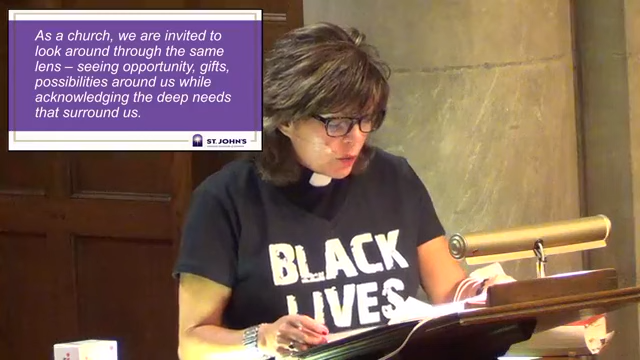 As a church, we are invited to
look around through the same
lens – seeing opportunity, gifts,
possibilities around us while
acknowledging the deep needs
that surround us.
ST. JOHN'S
BLACK
LIVES